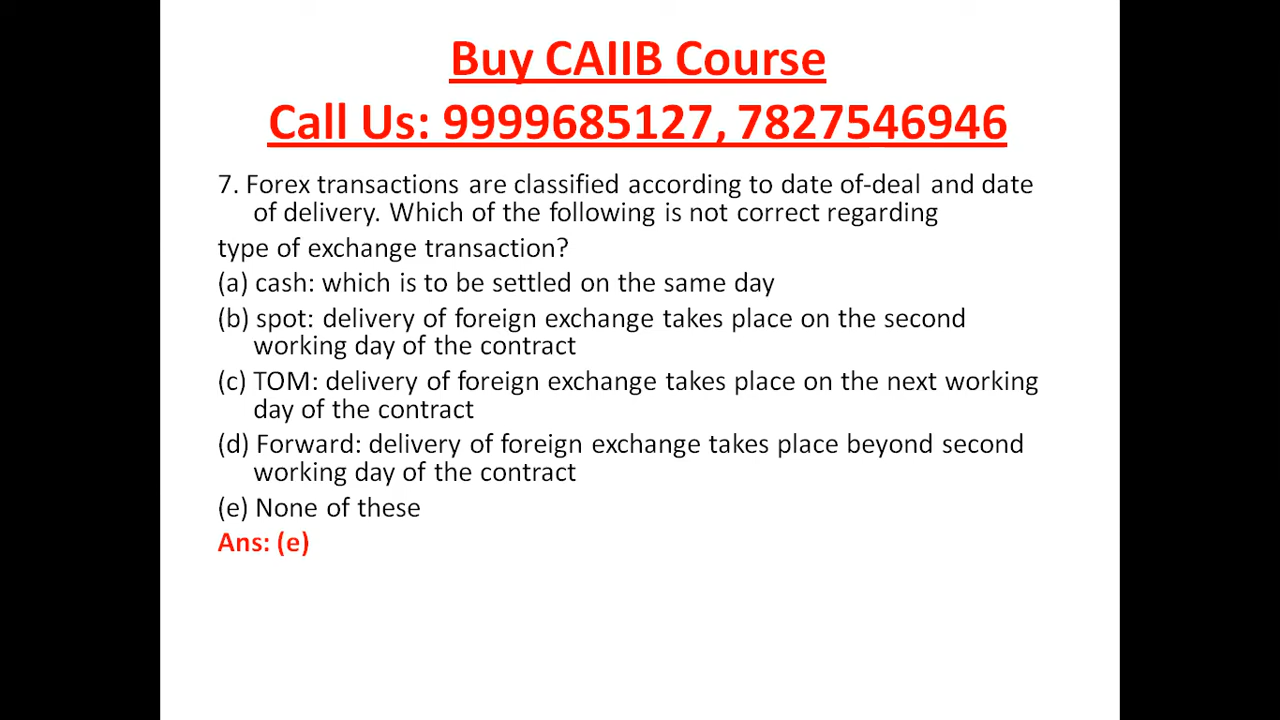 Buy CAIIB Course
Call Us: 9999685127, 7827546946
7. Forex transactions are classified according to date of-deal and date
of delivery. Which of the following is not correct regarding
type of exchange transaction?
(a) cash: which is to be settled on the same day
(b) spot: delivery of foreign exchange takes place on the second
working day of the contract
(c) TOM: delivery of foreign exchange takes place on the next working
day of the contract
(d) Forward: delivery of foreign exchange takes place beyond second
working day of the contract
(e) None of these
Ans: (e)